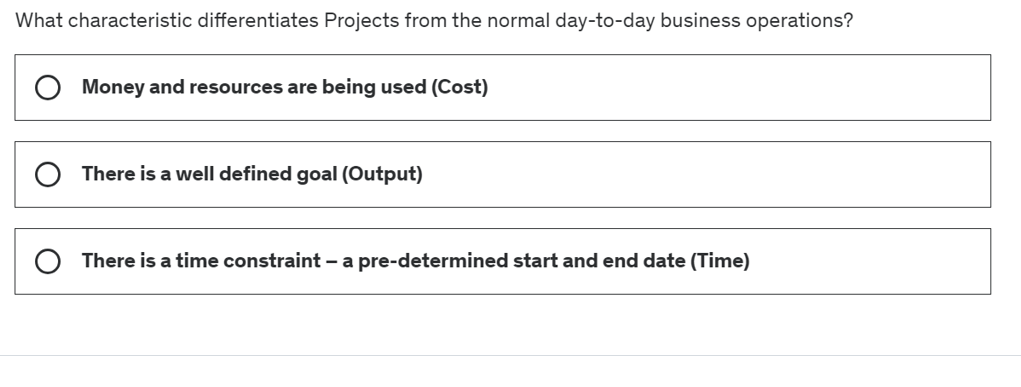 What characteristic differentiates Projects from the normal day-to-day business operations?
Money and resources are being used (Cost)
There is a well defined goal (Output)
There is a time constraint – a pre-determined start and end date (Time)